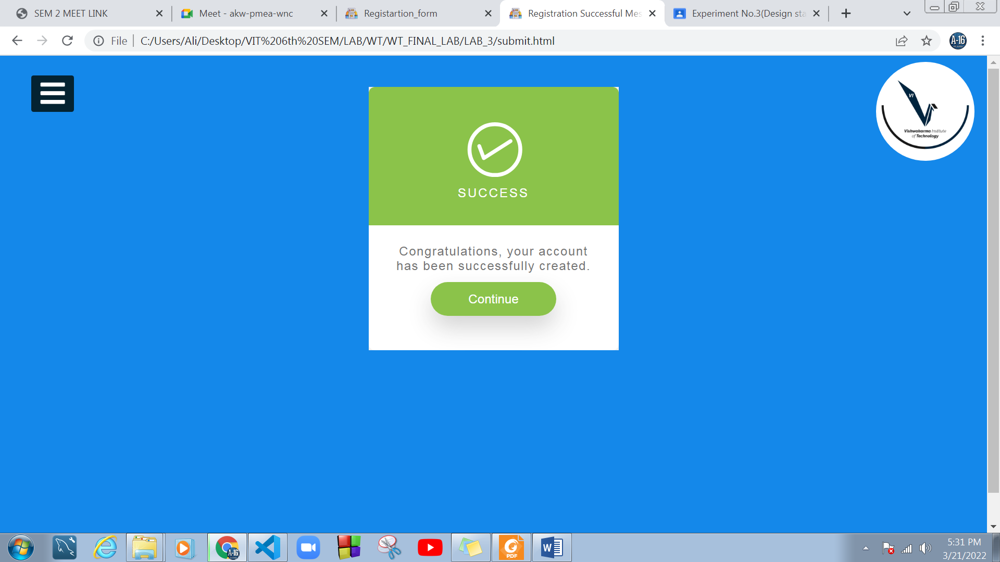 SEM 2 MEET LINK
Meet - akw-pmea-wnc
Registartion_form
Registration Successful Mes
Experiment No.3(Design sta
File
C:/Users/Ali/Desktop/VIT%206th%20SEM/LAB/WT/WT_FINAL_LAB/LAB_3/submit.html
A-16
VI
Vishwakarma Institute
of Technology
SUCCESS
Congratulations, your account
has been successfully created.
Continue
A-16
PDF
W
5:31 PM
3/21/2022